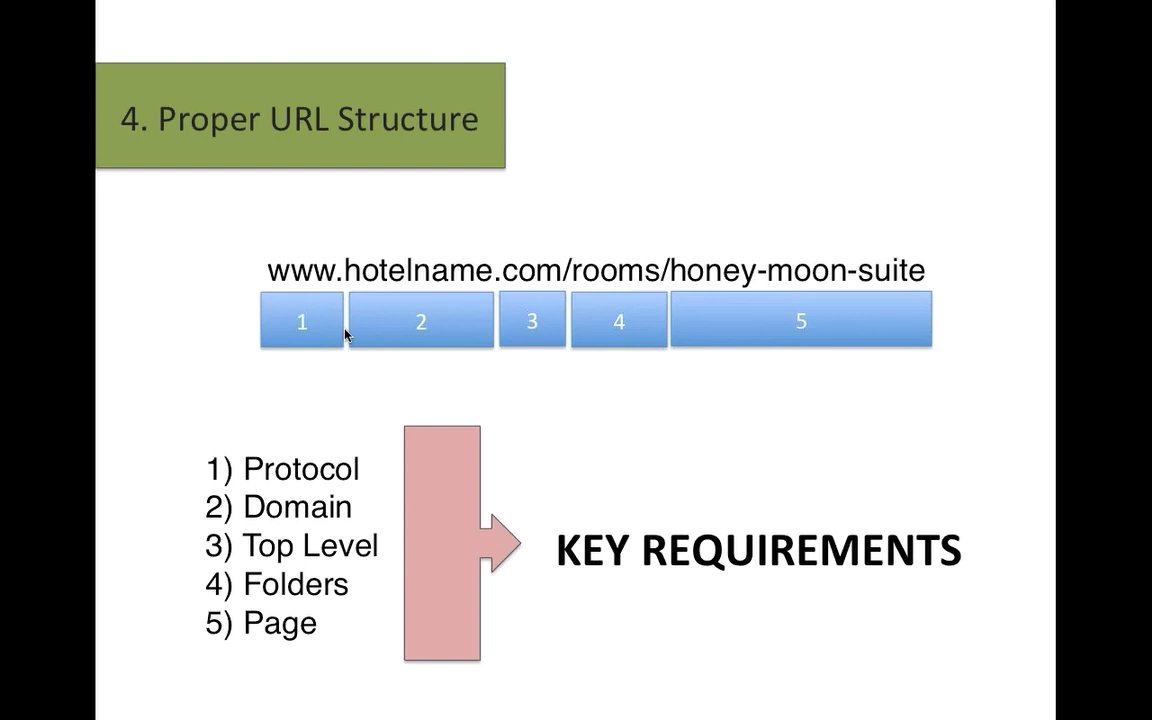 4. Proper URL Structure
www.hotelname.com/rooms/honey-moon-suite
1 2 3 4 5
1) Protocol
2) Domain
3) Top Level
4) Folders
5) Page
KEY REQUIREMENTS